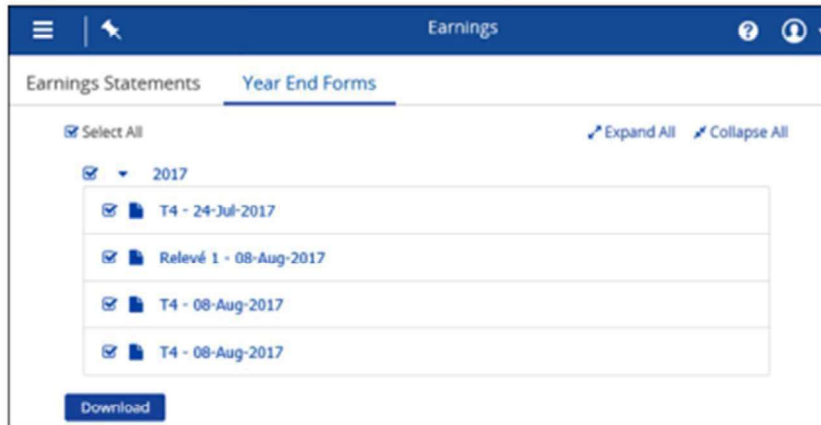 Earnings
Earnings Statements Year End Forms
Select All Expand All Collapse All
2017
T4 - 24-Jul-2017
Relevé 1 - 08-Aug-2017
T4 - 08-Aug-2017
T4 - 08-Aug-2017
Download